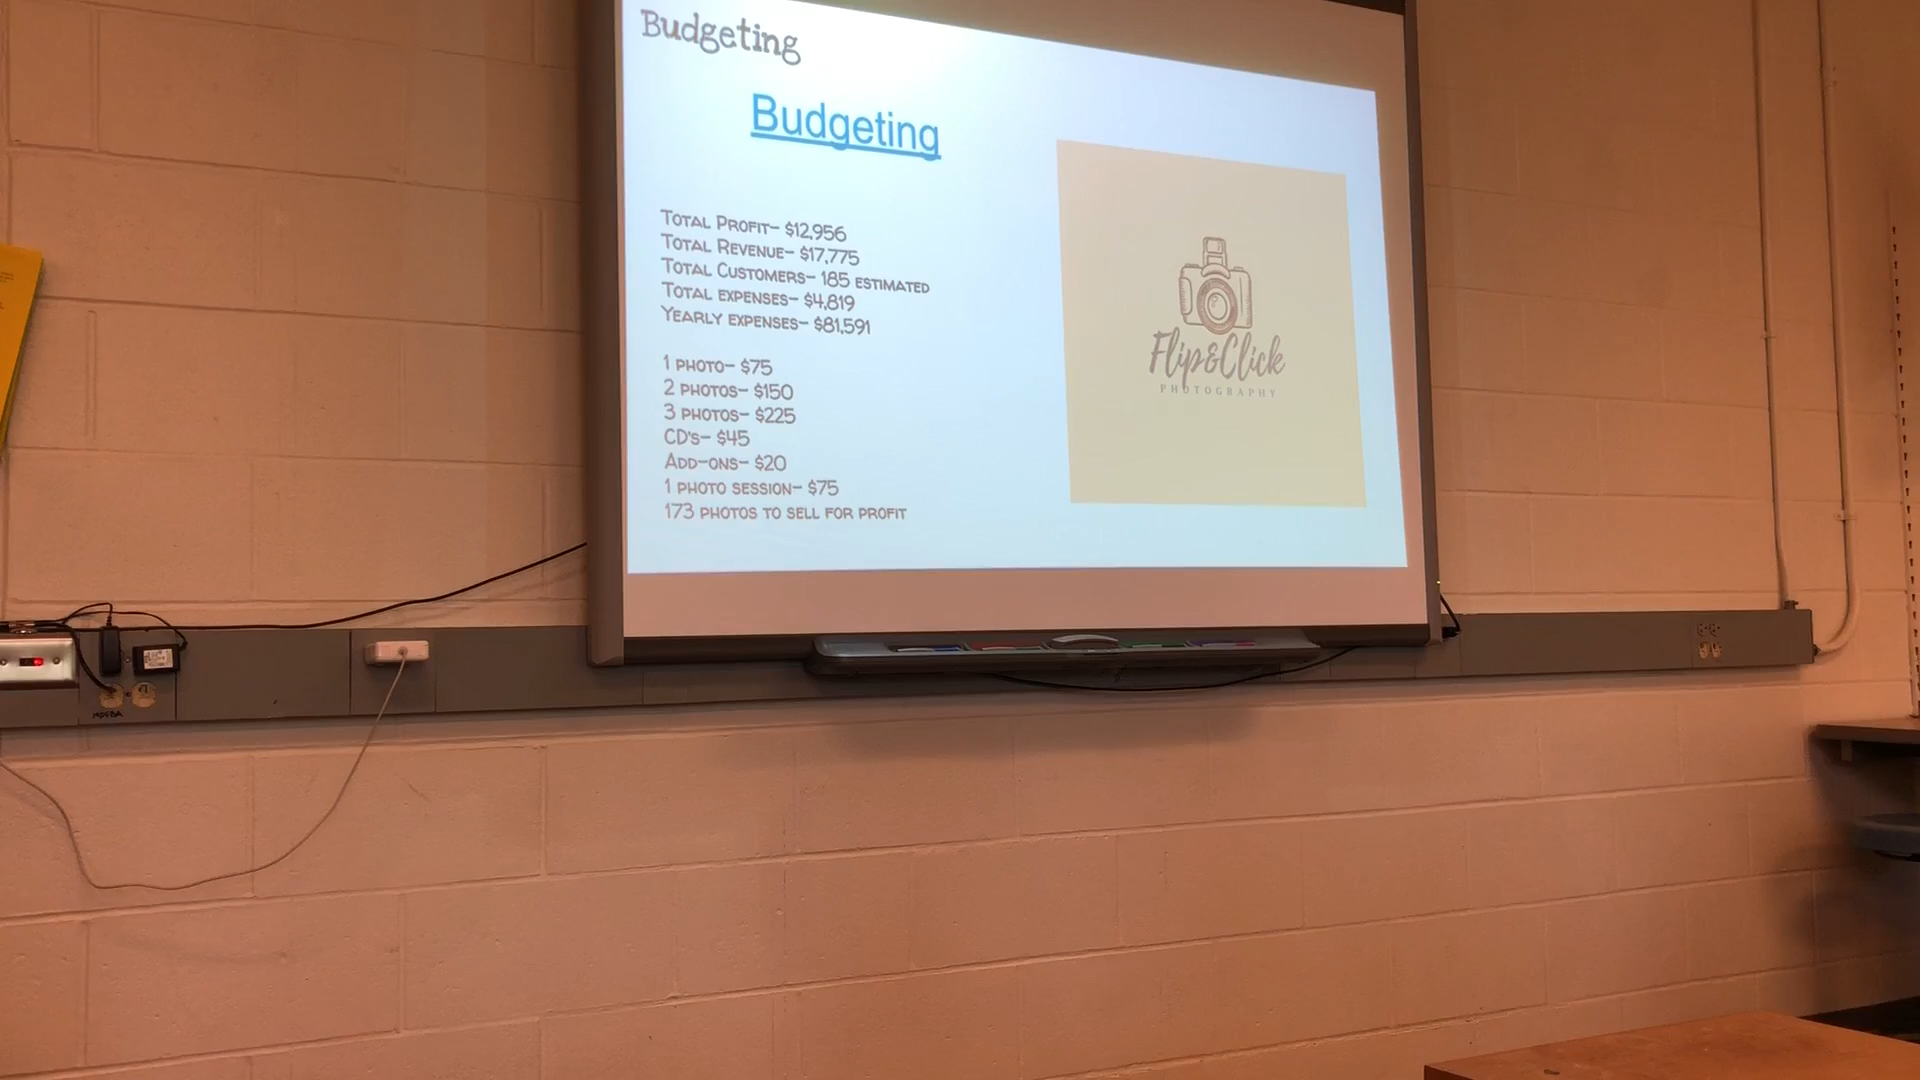 Budgeting
Budgeting
Total Profit- $12,956
Total Revenue- $17,775
Total Customers- 185 estimated
Total expenses- $4,819
Yearly expenses- $81,591
1 photo- $75
2 photos- $150
3 photos- $225
CD's- $45
Add-ons- $20
1 photo session- $75
173 photos to sell for profit
Flip&Click
PHOTOGRAPHY